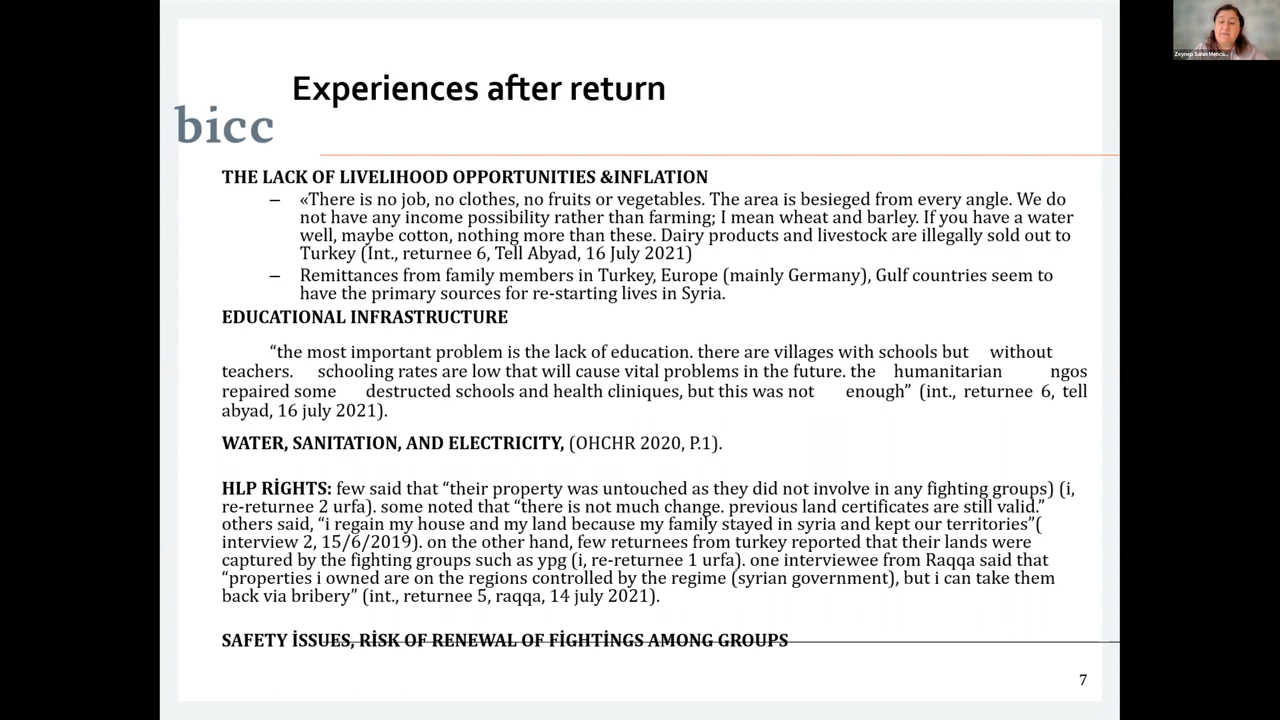 Experiences after return
bicc
THE LACK OF LIVELIHOOD OPPORTUNITIES &INFLATION
– «There is no job, no clothes, no fruits or vegetables. The area is besieged from every angle. We do
not have any income possibility rather than farming; I mean wheat and barley. If you have a water
well, maybe cotton, nothing more than these. Dairy products and livestock are illegally sold out to
Turkey (Int., returnee 6, Tell Abyad, 16 July 2021)
– Remittances from family members in Turkey, Europe (mainly Germany), Gulf countries seem to
have the primary sources for re-starting lives in Syria.
EDUCATIONAL INFRASTRUCTURE
“the most important problem is the lack of education. there are villages with schools but without
teachers. schooling rates are low that will cause vital problems in the future. the humanitarian ngos
repaired some destructed schools and health cliniques, but this was not enough” (int., returnee 6, tell
abyad, 16 july 2021).
WATER, SANITATION, AND ELECTRICITY, (OHCHR 2020, P.1).
HLP RİGHTS: few said that “their property was untouched as they did not involve in any fighting groups) (i,
re-returnee 2 urfa). some noted that “there is not much change. previous land certificates are still valid.”
others said, “i regain my house and my land because my family stayed in syria and kept our territories”(
interview 2, 15/6/2019). on the other hand, few returnees from turkey reported that their lands were
captured by the fighting groups such as ypg (i, re-returnee 1 urfa). one interviewee from Raqqa said that
“properties i owned are on the regions controlled by the regime (syrian government), but i can take them
back via bribery” (int., returnee 5, raqqa, 14 july 2021).
SAFETY İSSUES, RİSK OF RENEWAL OF FİGHTİNGS AMONG GROUPS
7
Zeynep Sahin Mencü...